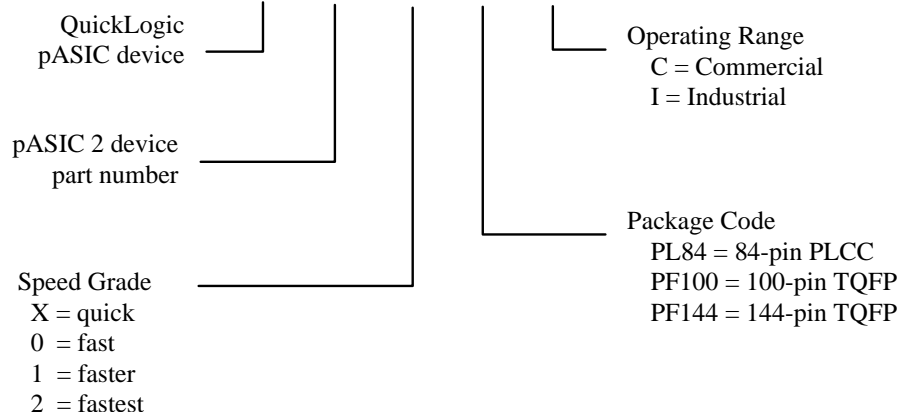 QuickLogic
pASIC device
pASIC 2 device
part number
Speed Grade
X = quick
0 = fast
1 = faster
2 = fastest
Operating Range
C = Commercial
I = Industrial
Package Code
PL84 = 84-pin PLCC
PF100 = 100-pin TQFP
PF144 = 144-pin TQFP